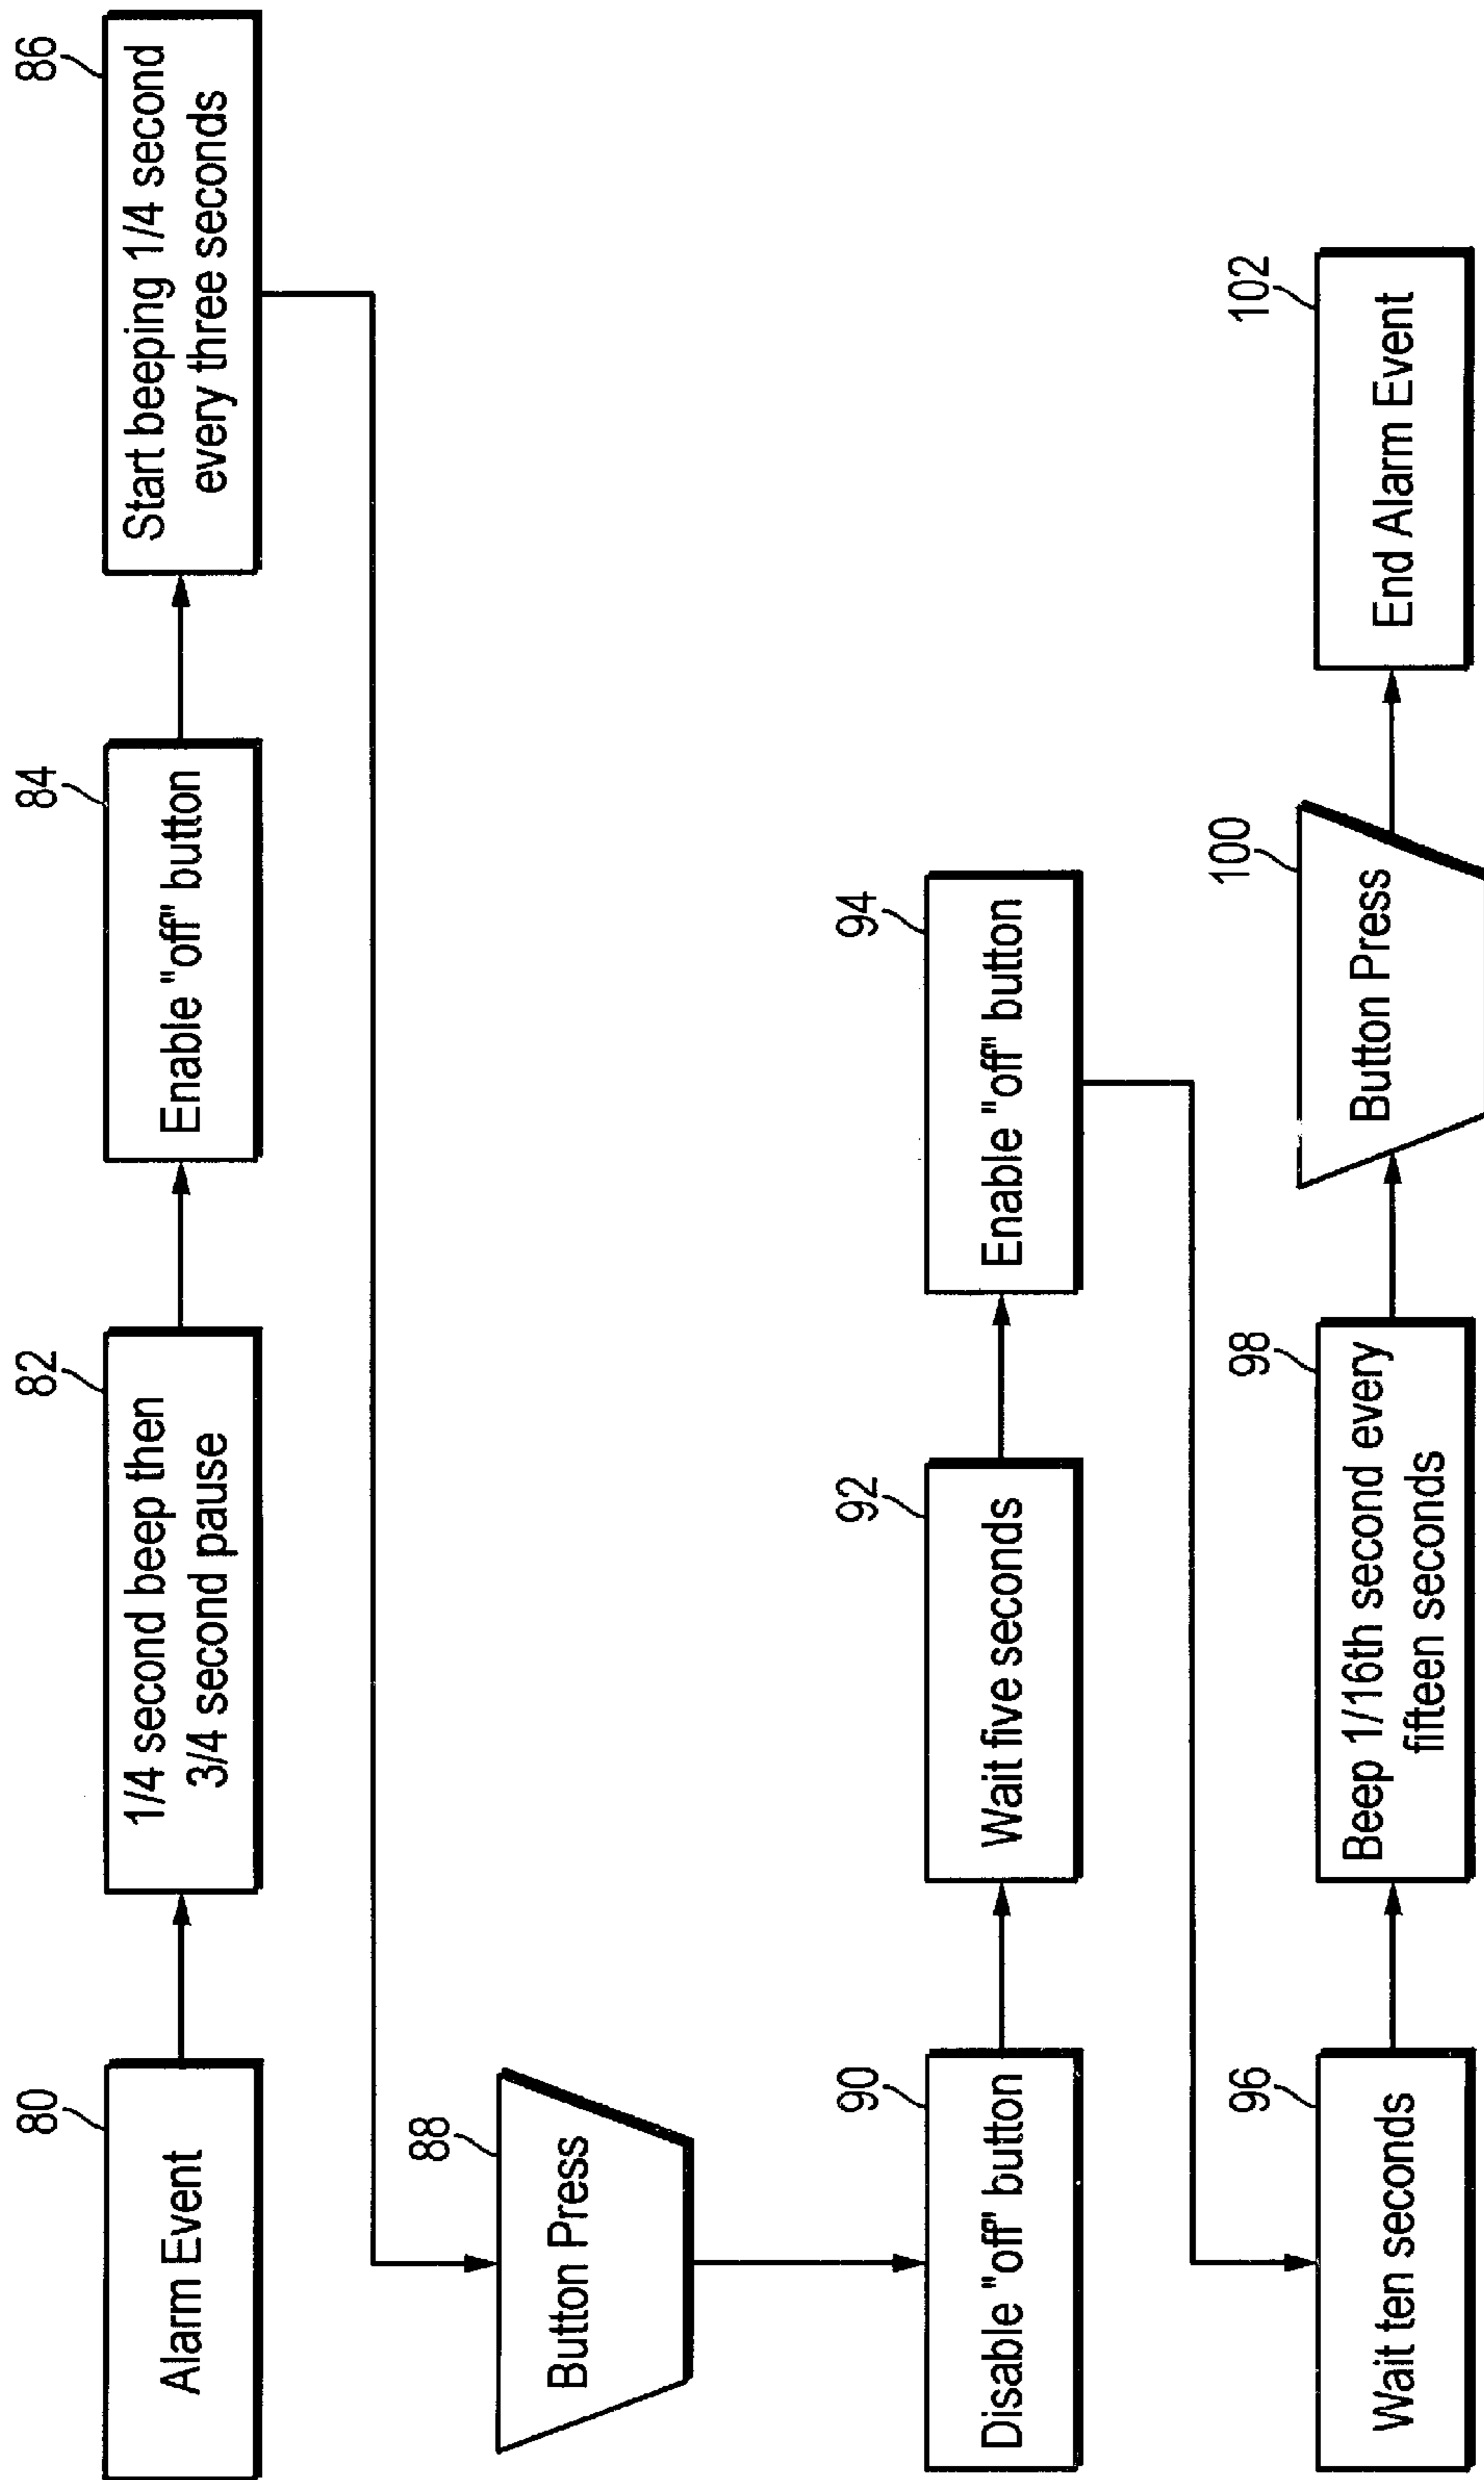 80
Alarm Event
82
1/4 second beep then
3/4 second pause
84
Enable "off" button
86
Start beeping 1/4 second
every three seconds
88
Button Press
90
Disable "off" button
92
Wait five seconds
94
Enable "off" button
96
Wait ten seconds
98
Beep 1/16th second every
fifteen seconds
100
Button Press
102
End Alarm Event